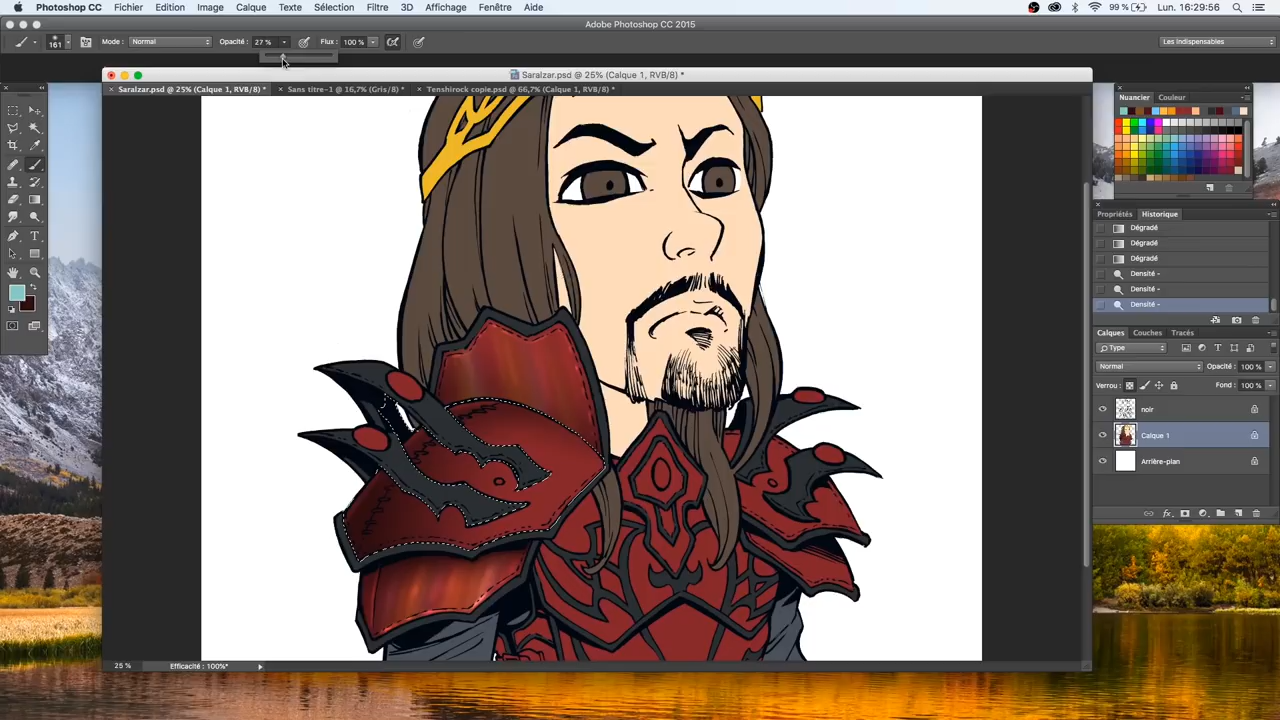 Photoshop CC Fichier Edition Image Calque Texte Sélection Filtre 3D Affichage Fenêtre Aide 99 % Lun. 16:29:56
Adobe Photoshop CC 2015
161 Mode : Normal Opacité : 27 % Flux : 100 % Les indispensables
Saralzar.psd @ 25% (Calque 1, RVB/8) *
× Saralzar.psd @ 25% (Calque 1, RVB/8) * × Sans titre-1 @ 16,7% (Gris/8) * × Tenshirock copie.psd @ 66,7% (Calque 1, RVB/8) *
Nuancier Couleur
Propriétés Historique
Dégradé
Dégradé
Dégradé
Densité -
Densité -
Densité -
Calques Couches Tracés
Type
Normal Opacité : 100 %
Verrou : Fond : 100 %
noir
Calque 1
Arrière-plan
fx
25 % Efficacité : 100%*